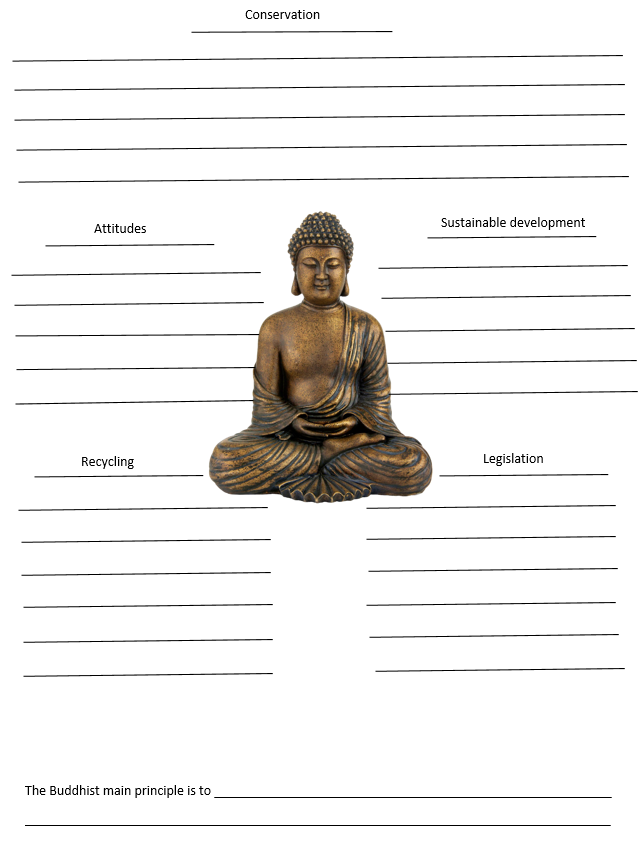 Conservation
Attitudes
Sustainable development
Recycling
Legislation
The Buddhist main principle is to